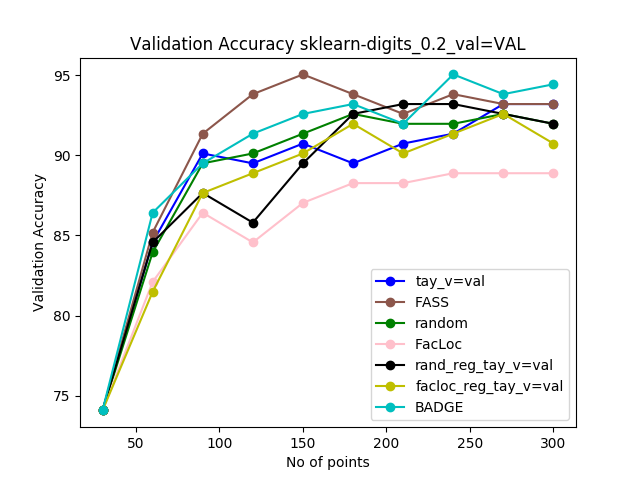 Validation Accuracy sklearn-digits_0.2_val=VAL
Validation Accuracy
95
90
85
80
75
50
100
150
200
250
300
No of points
tay_v=val
FASS
random
FacLoc
rand_reg_tay_v=val
facloc_reg_tay_v=val
BADGE